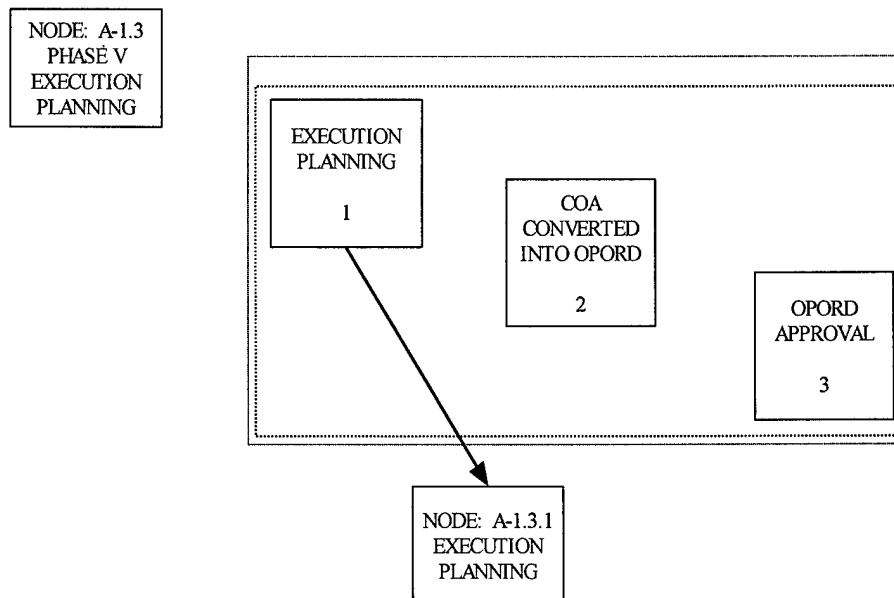 NODE: A-1.3
PHASE V
EXECUTION
PLANNING
EXECUTION
PLANNING
1
COA
CONVERTED
INTO OPORD
2
OPORD
APPROVAL
3
NODE: A-1.3.1
EXECUTION
PLANNING